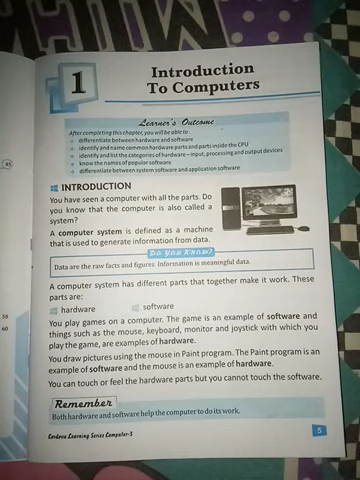 1
Introduction
To Computers
Learner's Outcome
After completing this chapter, you will be able to:
differentiate between hardware and software
identify and name common hardware parts and parts inside the CPU
identify and list the categories of hardware – input, processing and output devices
know the names of popular software
differentiate between system software and application software
INTRODUCTION
You have seen a computer with all the parts. Do
you know that the computer is also called a
system?
A computer system is defined as a machine
that is used to generate information from data.
Do You Know?
Data are the raw facts and figures. Information is meaningful data.
A computer system has different parts that together make it work. These
parts are:
hardware software
You play games on a computer. The game is an example of software and
things such as the mouse, keyboard, monitor and joystick with which you
play the game, are examples of hardware.
You draw pictures using the mouse in Paint program. The Paint program is an
example of software and the mouse is an example of hardware.
You can touch or feel the hardware parts but you cannot touch the software.
Remember
Both hardware and software help the computer to do its work.
Cordova Learning Series Computer-3
5
45
58
60